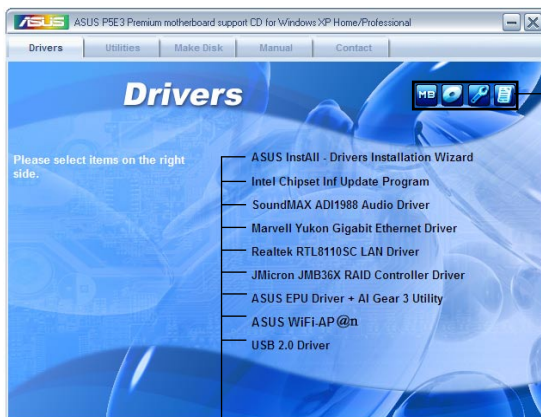 ASUS ASUS P5E3 Premium motherboard support CD for Windows XP Home/Professional
Drivers Utilities Make Disk Manual Contact
Drivers
MB
Please select items on the right
side.
ASUS InstAll - Drivers Installation Wizard
Intel Chipset Inf Update Program
SoundMAX ADI1988 Audio Driver
Marvell Yukon Gigabit Ethernet Driver
Realtek RTL8110SC LAN Driver
JMicron JMB36X RAID Controller Driver
ASUS EPU Driver + AI Gear 3 Utility
ASUS WiFi-AP@n
USB 2.0 Driver